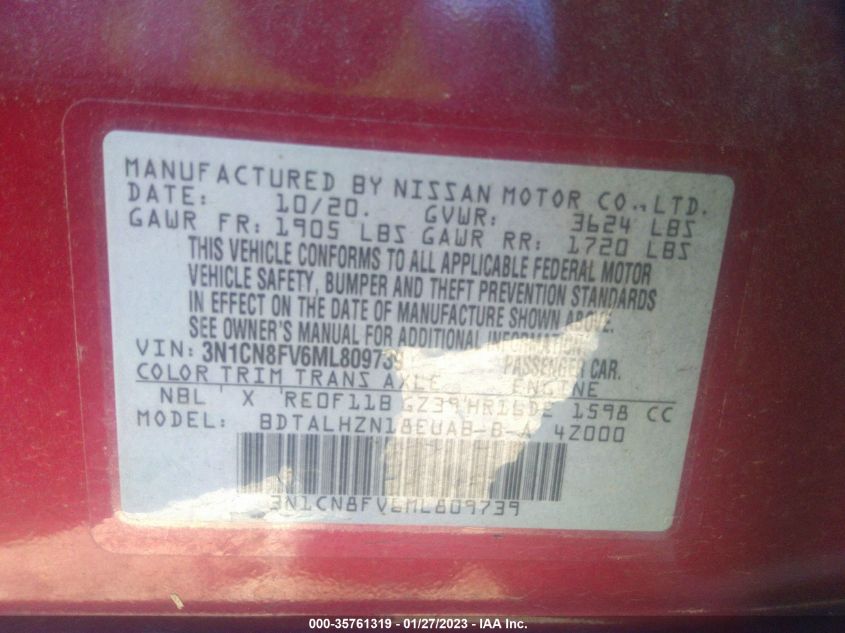 MANUFACTURED BY NISSAN MOTOR CO., LTD.
DATE: 10/20. GVWR: 3624 LBS
GAWR FR: 1905 LBS GAWR RR: 1720 LBS
THIS VEHICLE CONFORMS TO ALL APPLICABLE FEDERAL MOTOR
VEHICLE SAFETY, BUMPER AND THEFT PREVENTION STANDARDS
IN EFFECT ON THE DATE OF MANUFACTURE SHOWN ABOVE.
SEE OWNER'S MANUAL FOR ADDITIONAL INFORMATION.
VIN: 3N1CN8FV6ML809739 PASSENGER CAR.
COLOR TRIM TRANS AXLE ENGINE
NBL X RE0F11B GZ39 HR16DE 1598 CC
MODEL: BDTALHZN18EUAB-B-A 4Z000
3N1CN8FV6ML809739
000-35761319 - 01/27/2023 - IAA Inc.